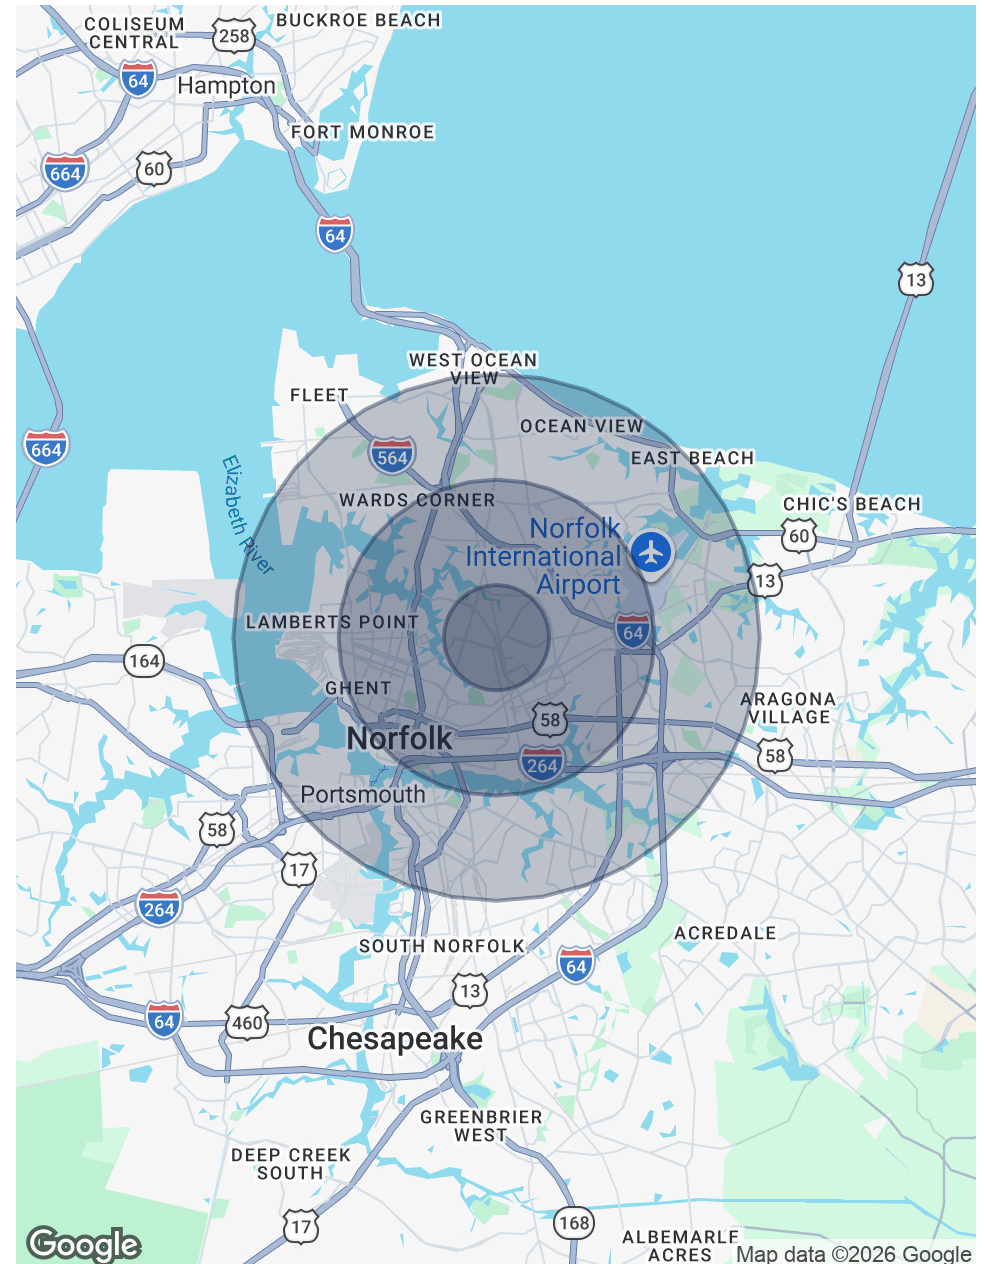 COLISEUM
CENTRAL
BUCKROE BEACH
258
64
Hampton
FORT MONROE
60
664
64
13
WEST OCEAN
VIEW
FLEET
OCEAN VIEW
664
564
EAST BEACH
Elizabeth River
WARDS CORNER
CHIC'S BEACH
Norfolk
International
Airport
60
13
LAMBERTS POINT
64
164
GHENT
ARAGONA
VILLAGE
58
Norfolk
58
264
Portsmouth
58
17
264
ACREDALE
SOUTH NORFOLK
64
13
64
460
Chesapeake
GREENBRIER
WEST
DEEP CREEK
SOUTH
17
168
ALBEMARLE
ACRES
Google
Map data ©2026 Google